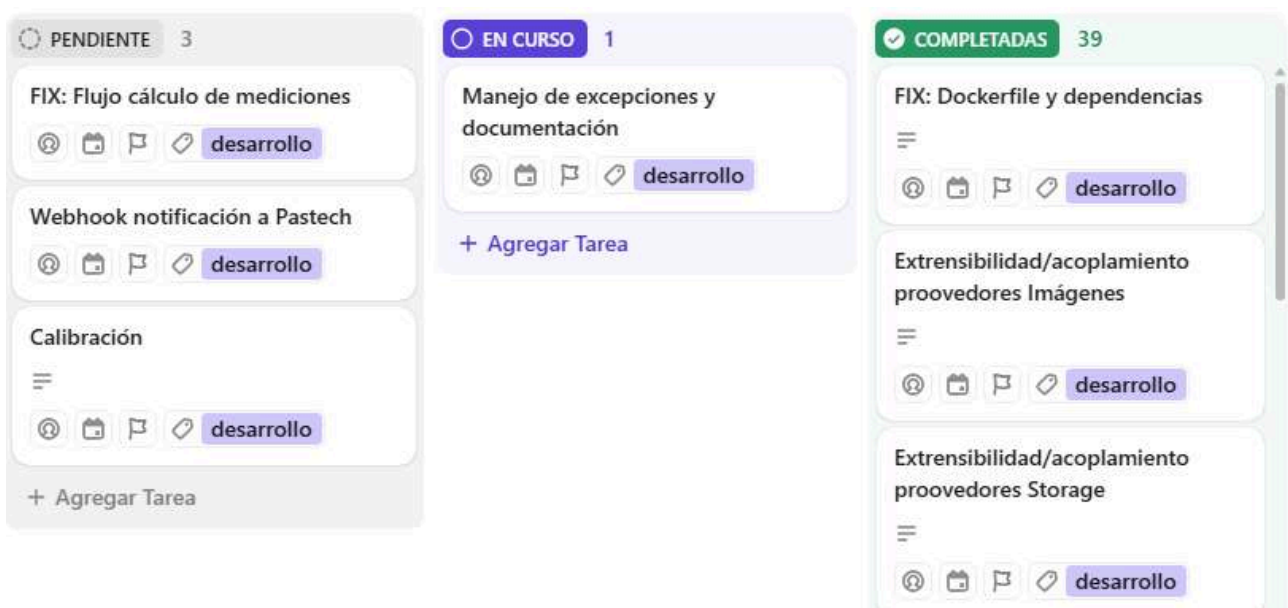 PENDIENTE 3
FIX: Flujo cálculo de mediciones
desarrollo
Webhook notificación a Pastech
desarrollo
Calibración
desarrollo
+ Agregar Tarea
EN CURSO 1
Manejo de excepciones y
documentación
desarrollo
+ Agregar Tarea
COMPLETADAS 39
FIX: Dockerfile y dependencias
desarrollo
Extrensibilidad/acoplamiento
proovedores Imágenes
desarrollo
Extrensibilidad/acoplamiento
proovedores Storage
desarrollo